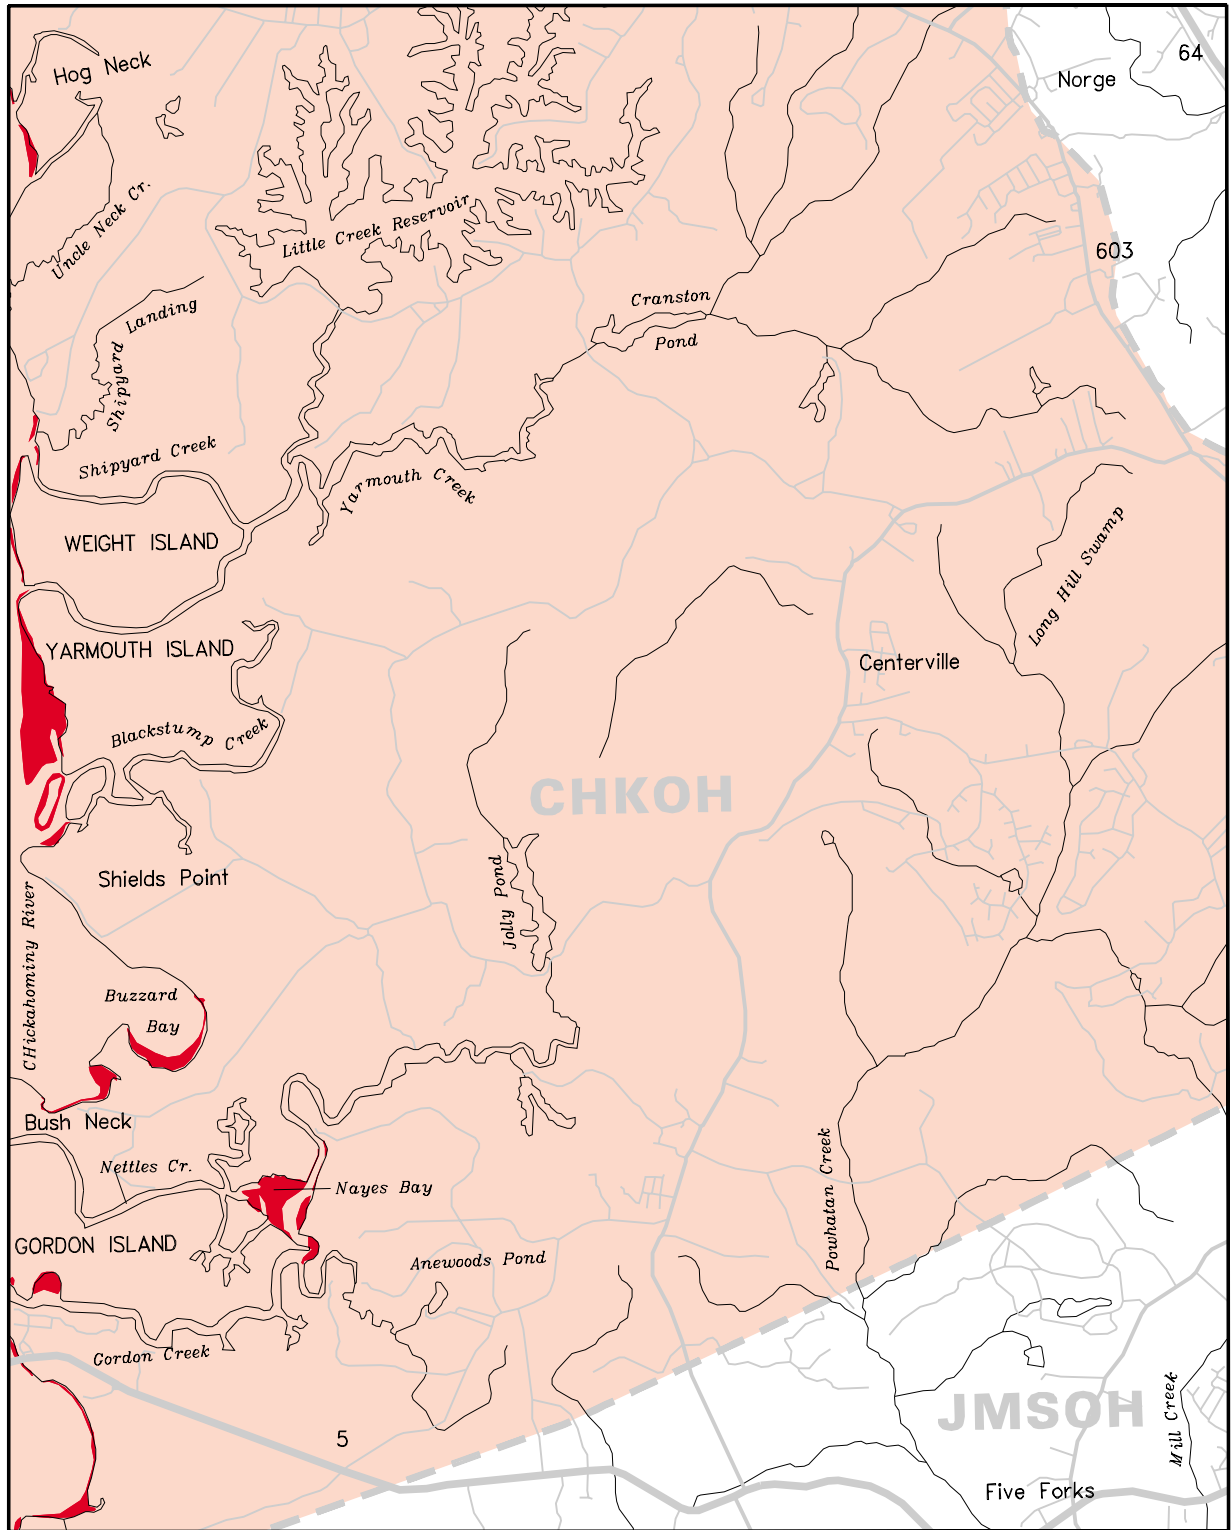 Hog Neck
64
Norge
Uncle Neck Cr.
Little Creek Reservoir
603
Cranston
Pond
Shipyard Landing
Shipyard Creek
Yarmouth Creek
WEIGHT ISLAND
Long Hill Swamp
YARMOUTH ISLAND
Centerville
Blackstump Creek
CHKOH
Shields Point
Jolly Pond
CHickahominy River
Buzzard
Bay
Bush Neck
Nettles Cr.
Nayes Bay
Powhatan Creek
GORDON ISLAND
Anewoods Pond
Gordon Creek
JMSOH
Mill Creek
5
Five Forks